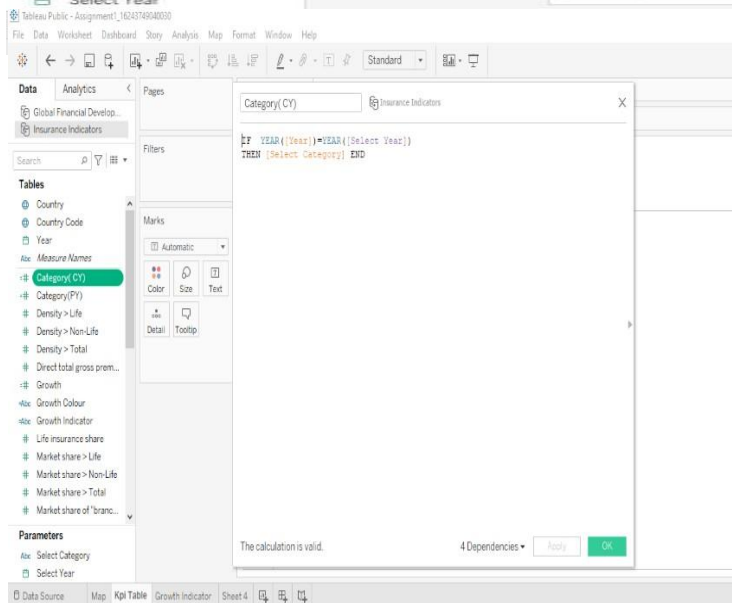 Select Year
Tableau Public - Assignment1_16243749040030
File Data Worksheet Dashboard Story Analysis Map Format Window Help
Standard
Data Analytics
Pages
Global Financial Develop...
Insurance Indicators
Search
Filters
Tables
Country
Country Code
Year
Abc Measure Names
Category( CY)
Category(PY)
Density > Life
Density > Non-Life
Density > Total
Direct total gross prem...
Growth
Abc Growth Colour
Abc Growth Indicator
Life insurance share
Market share > Life
Market share > Non-Life
Market share > Total
Market share of "branc...
Parameters
Abc Select Category
Select Year
Marks
Automatic
Color Size Text
Detail Tooltip
Category( CY) Insurance Indicators X
IF YEAR([Year])=YEAR([Select Year])
THEN [Select Category] END
The calculation is valid. 4 Dependencies Apply OK
Data Source Map Kpi Table Growth Indicator Sheet 4